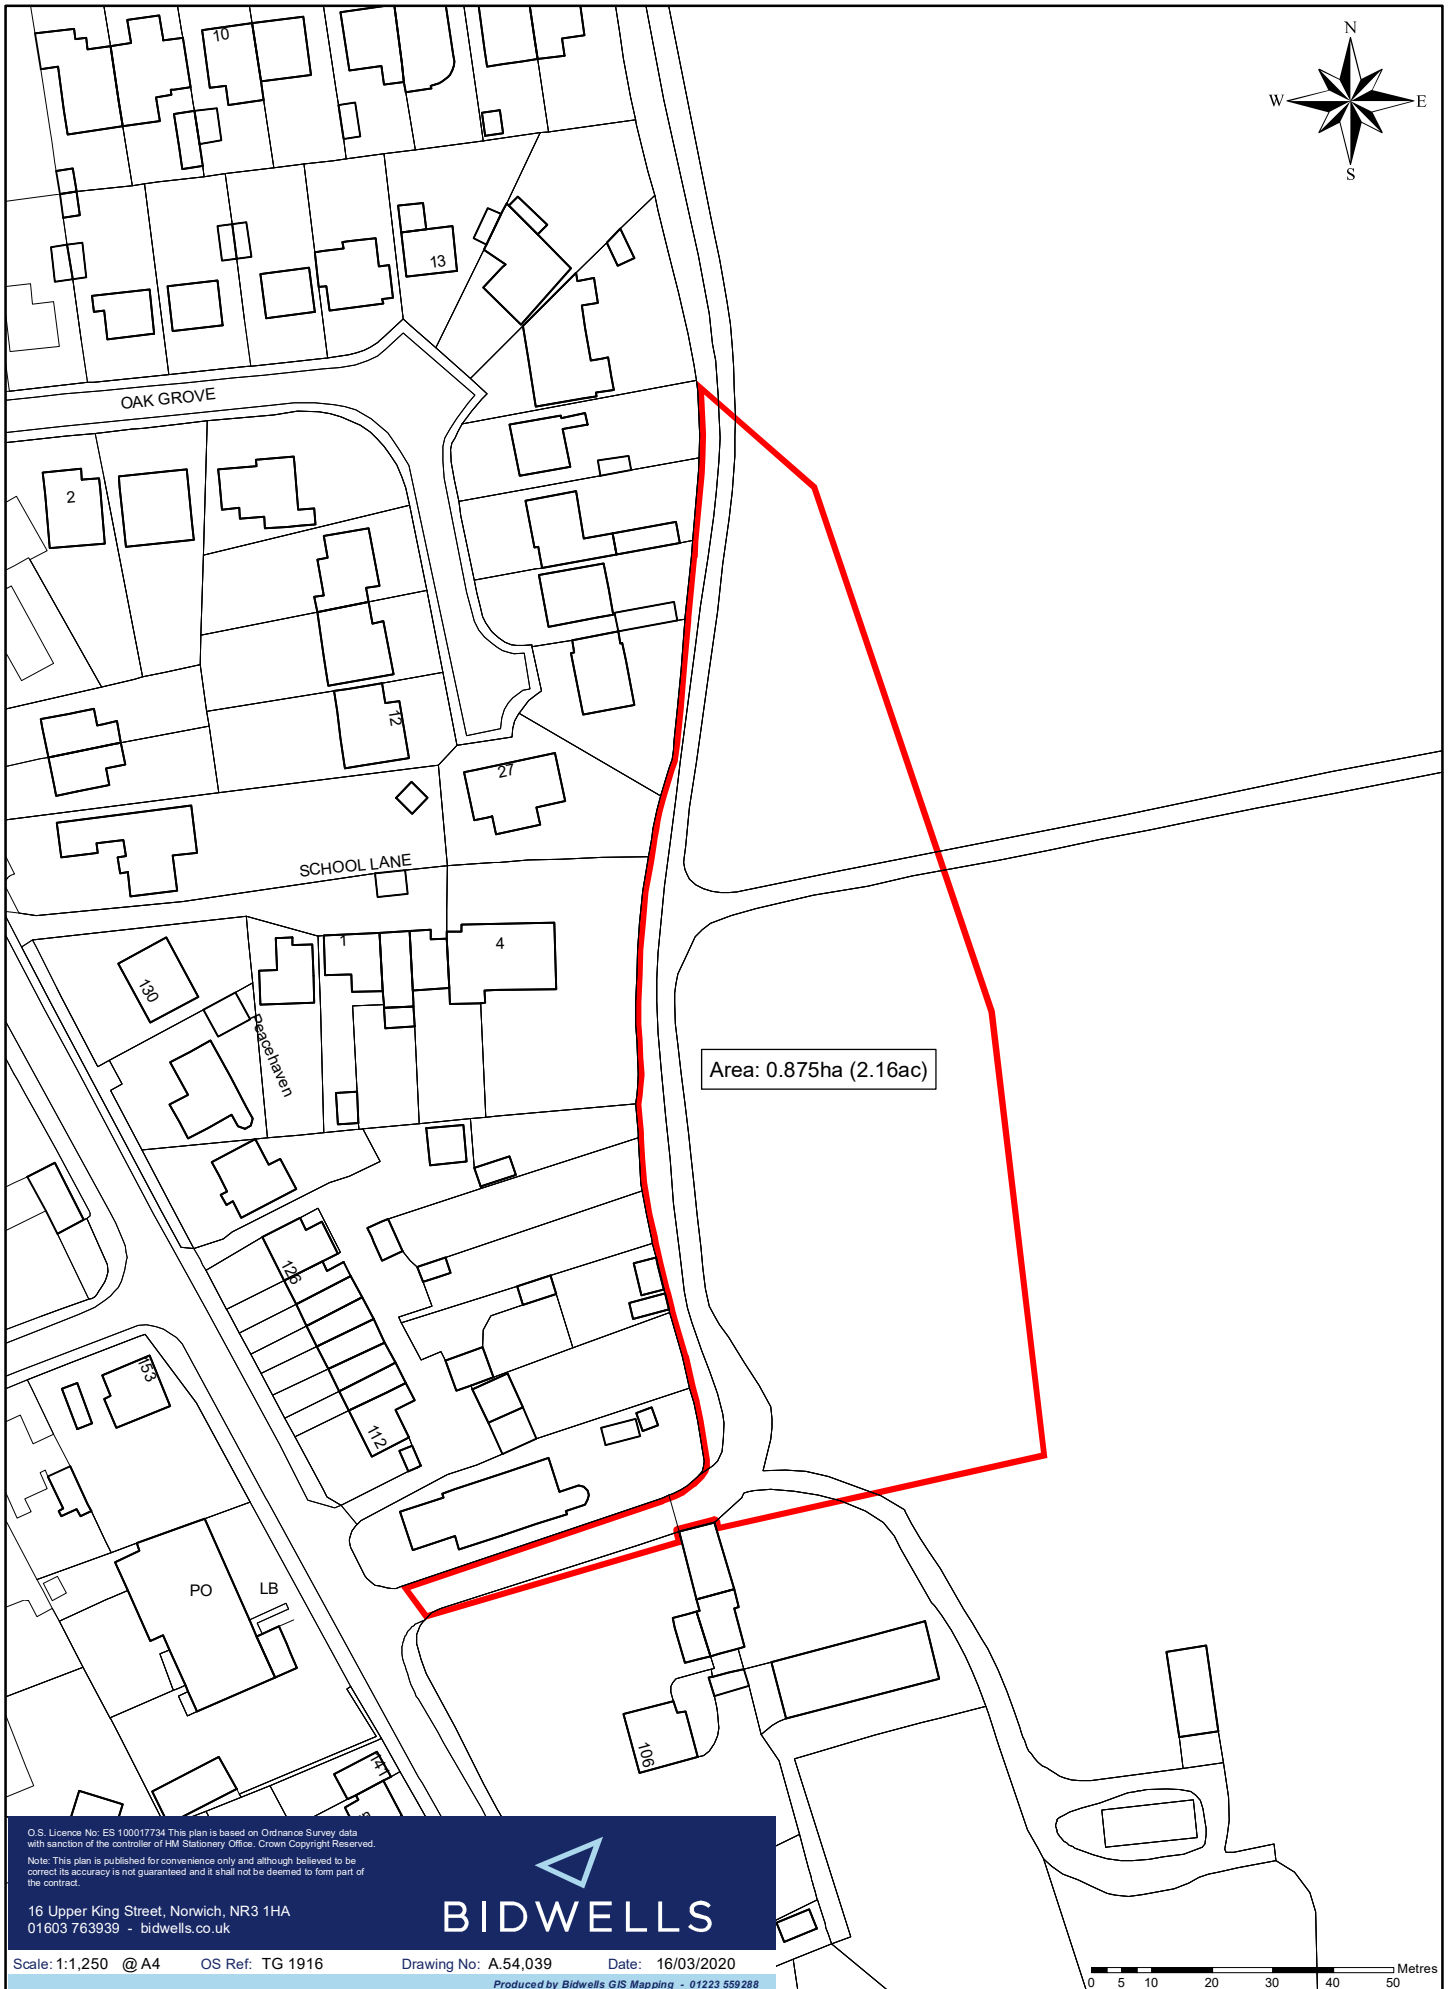 N
W E
S
10
13
OAK GROVE
2
12
27
SCHOOL LANE
1
4
130
Peacehaven
Area: 0.875ha (2.16ac)
126
153
112
PO
LB
106
141
O.S. Licence No: ES 100017734 This plan is based on Ordnance Survey data
with sanction of the controller of HM Stationery Office. Crown Copyright Reserved.
Note: This plan is published for convenience only and although believed to be
correct its accuracy is not guaranteed and it shall not be deemed to form part of
the contract.
16 Upper King Street, Norwich, NR3 1HA
01603 763939 - bidwells.co.uk
BIDWELLS
Scale: 1:1,250 @ A4 OS Ref: TG 1916 Drawing No: A.54,039 Date: 16/03/2020
Produced by Bidwells GIS Mapping - 01223 559288
Metres
0 5 10 20 30 40 50